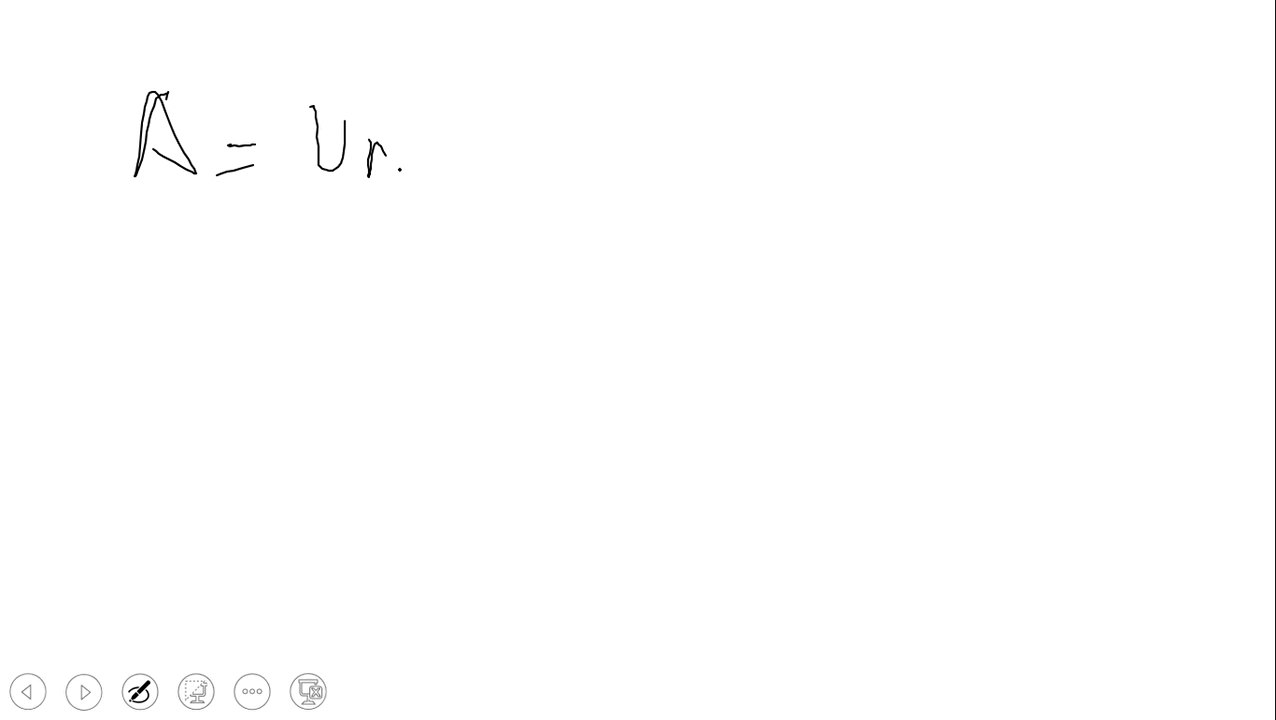 A = Ur.